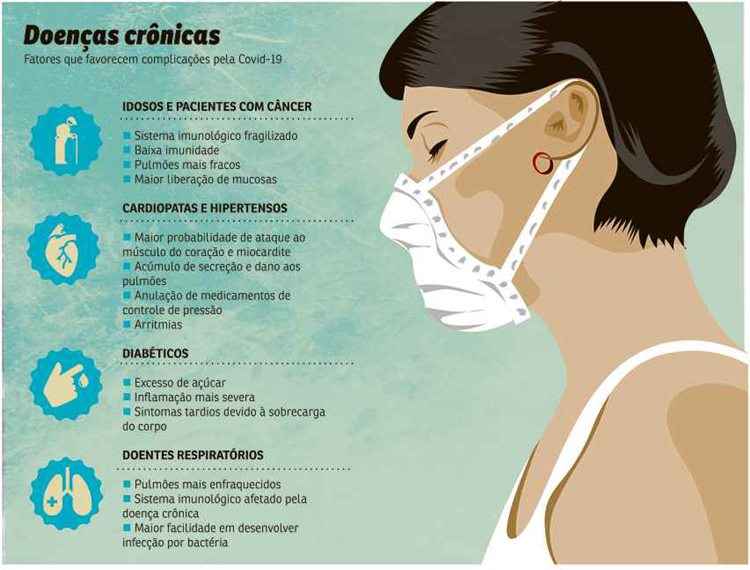 Doenças crônicas
Fatores que favorecem complicações pela Covid-19
IDOSOS E PACIENTES COM CÂNCER
Sistema imunológico fragilizado
Baixa imunidade
Pulmões mais fracos
Maior liberação de mucosas
CARDIOPATAS E HIPERTENSOS
Maior probabilidade de ataque ao
músculo do coração e miocardite
Acúmulo de secreção e dano aos
pulmões
Anulação de medicamentos de
controle de pressão
Arritmias
DIABÉTICOS
Excesso de açúcar
Inflamação mais severa
Sintomas tardios devido à sobrecarga
do corpo
DOENTES RESPIRATÓRIOS
Pulmões mais enfraquecidos
Sistema imunológico afetado pela
doença crônica
Maior facilidade em desenvolver
infecção por bactéria